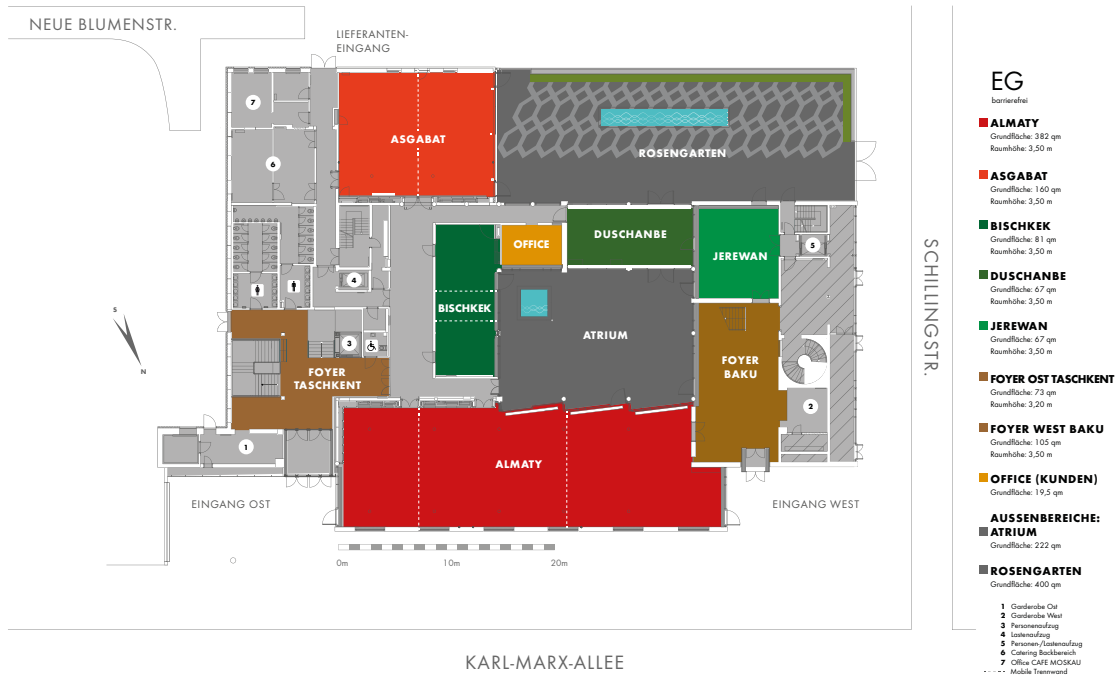 NEUE BLUMENSTR.
LIEFERANTEN-
EINGANG
7
6
ASGABAT
ROSENGARTEN
OFFICE
DUSCHANBE
JEREWAN
5
4
BISCHKEK
ATRIUM
S
N
3
FOYER
TASCHKENT
FOYER
BAKU
2
1
ALMATY
EINGANG OST
EINGANG WEST
0m
10m
20m
SCHILLINGSTR.
KARL-MARX-ALLEE
EG
barrierefrei
ALMATY
Grundfläche: 382 qm
Raumhöhe: 3,50 m
ASGABAT
Grundfläche: 160 qm
Raumhöhe: 3,50 m
BISCHKEK
Grundfläche: 81 qm
Raumhöhe: 3,50 m
DUSCHANBE
Grundfläche: 67 qm
Raumhöhe: 3,50 m
JEREWAN
Grundfläche: 67 qm
Raumhöhe: 3,50 m
FOYER OST TASCHKENT
Grundfläche: 73 qm
Raumhöhe: 3,20 m
FOYER WEST BAKU
Grundfläche: 105 qm
Raumhöhe: 3,50 m
OFFICE (KUNDEN)
Grundfläche: 19,5 qm
AUSSENBEREICHE:
ATRIUM
Grundfläche: 222 qm
ROSENGARTEN
Grundfläche: 400 qm
1 Garderobe Ost
2 Garderobe West
3 Personenaufzug
4 Lastenaufzug
5 Personen-/Lastenaufzug
6 Catering Backbereich
7 Office CAFE MOSKAU
Mobile Trennwand